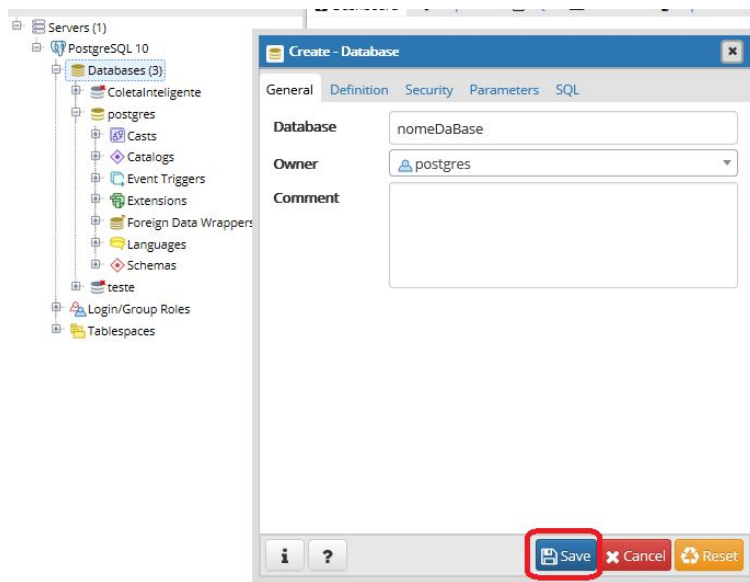 Servers (1)
PostgreSQL 10
Databases (3)
ColetaInteligente
postgres
Casts
Catalogs
Event Triggers
Extensions
Foreign Data Wrappers
Languages
Schemas
teste
Login/Group Roles
Tablespaces
Create - Database
General Definition Security Parameters SQL
Database nomeDaBase
Owner postgres
Comment
i ? Save Cancel Reset